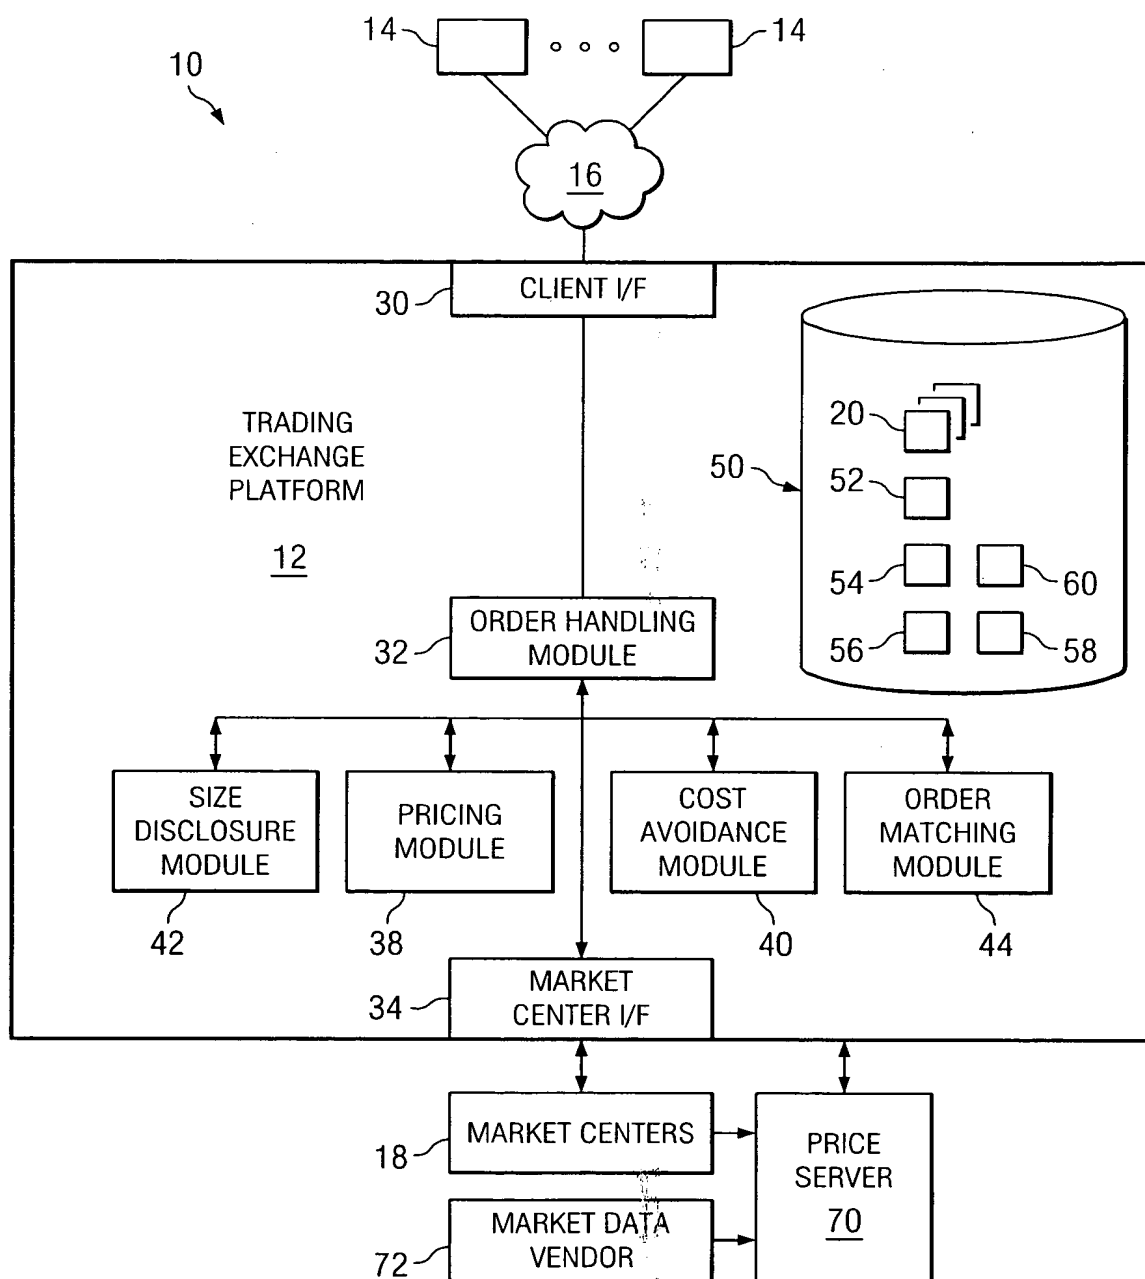 14
14
10
16
30
CLIENT I/F
TRADING
EXCHANGE
PLATFORM
12
20
50
52
54
60
56
58
32
ORDER HANDLING
MODULE
SIZE
DISCLOSURE
MODULE
PRICING
MODULE
COST
AVOIDANCE
MODULE
ORDER
MATCHING
MODULE
42
38
40
44
34
MARKET
CENTER I/F
18
MARKET CENTERS
PRICE
SERVER
70
72
MARKET DATA
VENDOR